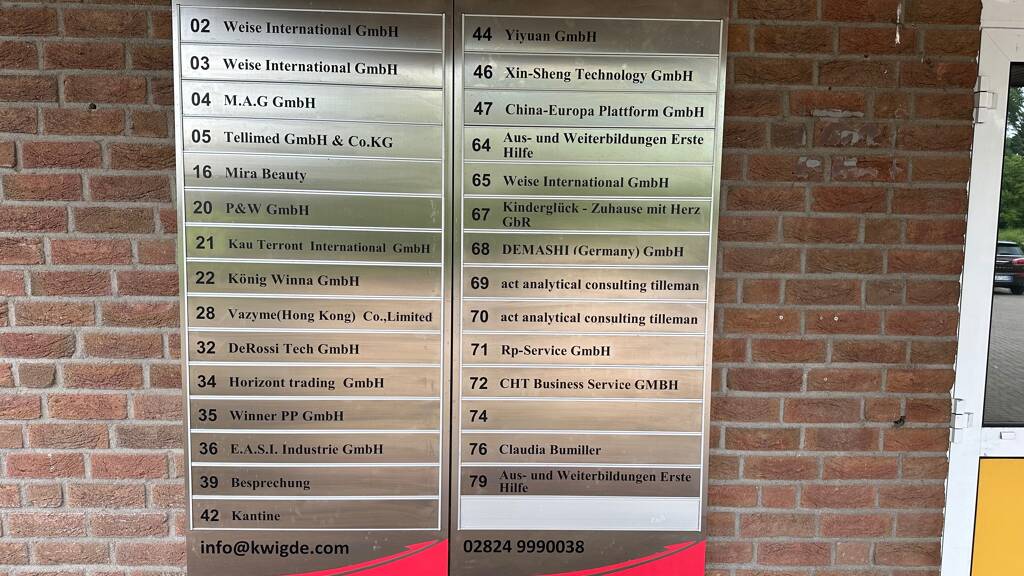 02 Weise International GmbH
03 Weise International GmbH
04 M.A.G GmbH
05 Tellimed GmbH & Co.KG
16 Mira Beauty
20 P&W GmbH
21 Kau Terront International GmbH
22 König Winna GmbH
28 Vazyme(Hong Kong) Co.,Limited
32 DeRossi Tech GmbH
34 Horizont trading GmbH
35 Winner PP GmbH
36 E.A.S.I. Industrie GmbH
39 Besprechung
42 Kantine
info@kwigde.com
44 Yiyuan GmbH
46 Xin-Sheng Technology GmbH
47 China-Europa Plattform GmbH
64 Aus- und Weiterbildungen Erste
Hilfe
65 Weise International GmbH
67 Kinderglück - Zuhause mit Herz
GbR
68 DEMASHI (Germany) GmbH
69 act analytical consulting tilleman
70 act analytical consulting tilleman
71 Rp-Service GmbH
72 CHT Business Service GMBH
74
76 Claudia Bumiller
79 Aus- und Weiterbildungen Erste
Hilfe
02824 9990038